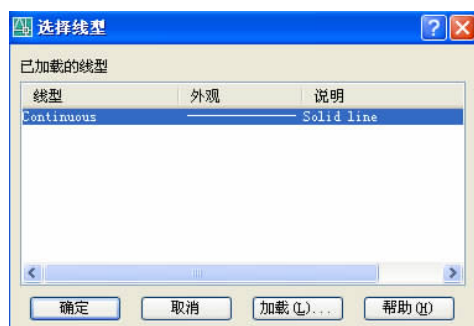 选择线型
已加载的线型
线型 外观 说明
Continuous Solid line
确定 取消 加载(L)... 帮助(H)